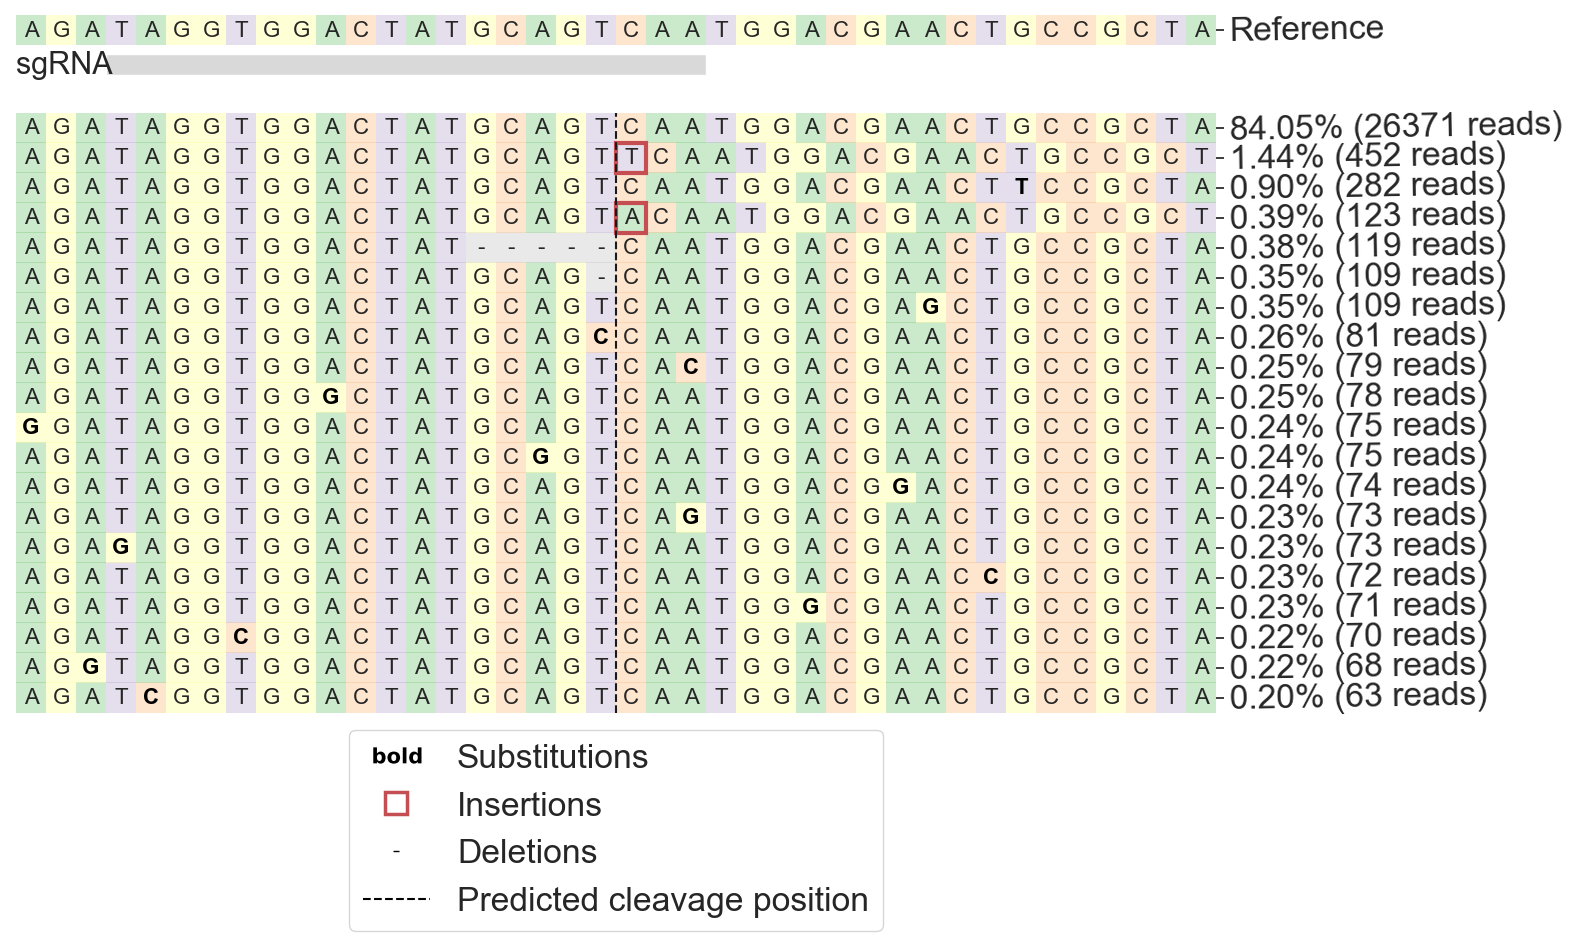 A G A T A G G T G G A C T A T G C A G T C A A T G G A C G A A C T G C C G C T A Reference
sgRNA
A G A T A G G T G G A C T A T G C A G T C A A T G G A C G A A C T G C C G C T A 84.05% (26371 reads)
A G A T A G G T G G A C T A T G C A G T T C A A T G G A C G A A C T G C C G C T 1.44% (452 reads)
A G A T A G G T G G A C T A T G C A G T C A A T G G A C G A A C T T C C G C T A 0.90% (282 reads)
A G A T A G G T G G A C T A T G C A G T A C A A T G G A C G A A C T G C C G C T 0.39% (123 reads)
A G A T A G G T G G A C T A T - - - - - C A A T G G A C G A A C T G C C G C T A 0.38% (119 reads)
A G A T A G G T G G A C T A T G C A G - C A A T G G A C G A A C T G C C G C T A 0.35% (109 reads)
A G A T A G G T G G A C T A T G C A G T C A A T G G A C G A G C T G C C G C T A 0.35% (109 reads)
A G A T A G G T G G A C T A T G C A G C C A A T G G A C G A A C T G C C G C T A 0.26% (81 reads)
A G A T A G G T G G A C T A T G C A G T C A C T G G A C G A A C T G C C G C T A 0.25% (79 reads)
A G A T A G G T G G G C T A T G C A G T C A A T G G A C G A A C T G C C G C T A 0.25% (78 reads)
G G A T A G G T G G A C T A T G C A G T C A A T G G A C G A A C T G C C G C T A 0.24% (75 reads)
A G A T A G G T G G A C T A T G C G G T C A A T G G A C G A A C T G C C G C T A 0.24% (75 reads)
A G A T A G G T G G A C T A T G C A G T C A A T G G A C G G A C T G C C G C T A 0.24% (74 reads)
A G A T A G G T G G A C T A T G C A G T C A G T G G A C G A A C T G C C G C T A 0.23% (73 reads)
A G A G A G G T G G A C T A T G C A G T C A A T G G A C G A A C T G C C G C T A 0.23% (73 reads)
A G A T A G G T G G A C T A T G C A G T C A A T G G A C G A A C C G C C G C T A 0.23% (72 reads)
A G A T A G G T G G A C T A T G C A G T C A A T G G G C G A A C T G C C G C T A 0.23% (71 reads)
A G A T A G G C G G A C T A T G C A G T C A A T G G A C G A A C T G C C G C T A 0.22% (70 reads)
A G G T A G G T G G A C T A T G C A G T C A A T G G A C G A A C T G C C G C T A 0.22% (68 reads)
A G A T C G G T G G A C T A T G C A G T C A A T G G A C G A A C T G C C G C T A 0.20% (63 reads)
bold Substitutions
Insertions
- Deletions
Predicted cleavage position